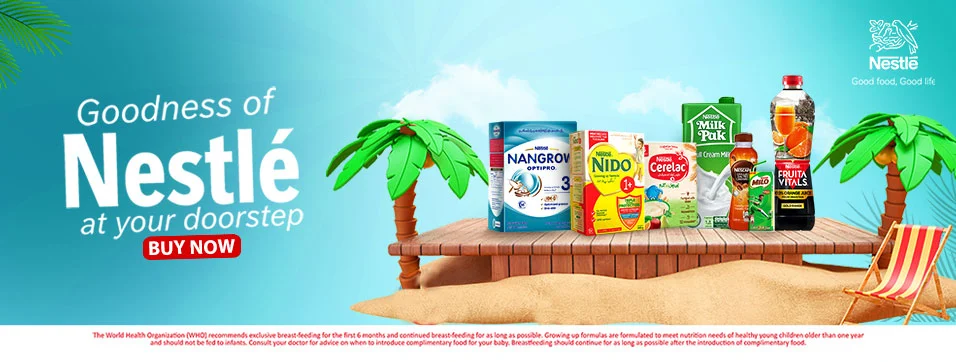 Goodness of
Nestlé
at your doorstep
BUY NOW
Nestlé
Good food, Good life
NANGROW
OPTIPRO.
3
Nestlé
NIDO
1+
Nestlé
Cerelac
Nestlé
Milk
Pak
Full Cream Milk
NESCAFÉ
MILO
FRUITA
VITALS
The World Health Organization (WHO) recommends exclusive breast-feeding for the first 6 months and continued breast-feeding for as long as possible. Growing up formulas are formulated to meet nutrition needs of healthy young children older than one year
and should not be fed to infants. Consult your doctor for advice on when to introduce complimentary food for your baby. Breastfeeding should continue for as long as possible after the introduction of complimentary food.